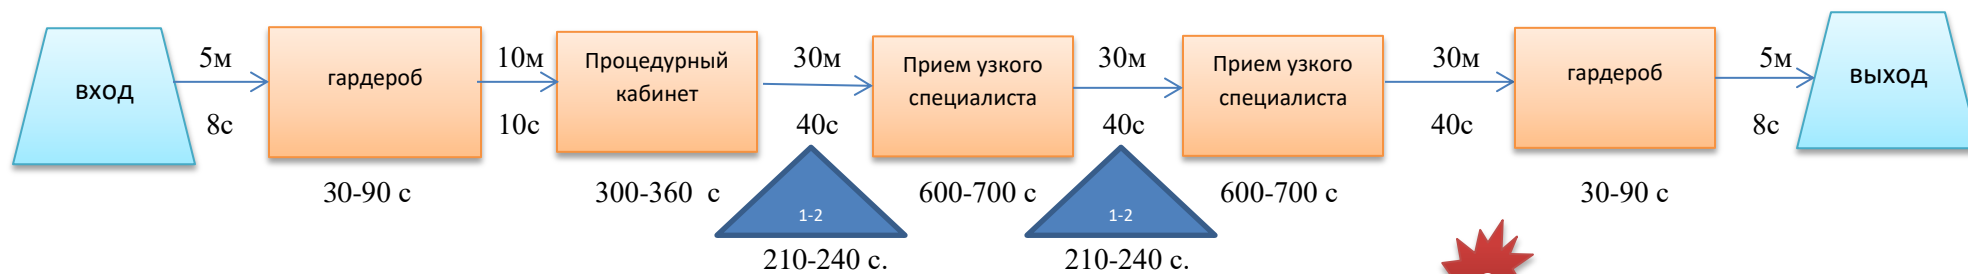 вход
5м
8с
гардероб
30-90 с
10м
10с
Процедурный
кабинет
300-360 с
30м
40с
1-2
210-240 с.
Прием узкого
специалиста
600-700 с
30м
40с
1-2
210-240 с.
Прием узкого
специалиста
600-700 с
30м
40с
гардероб
30-90 с
5м
8с
выход